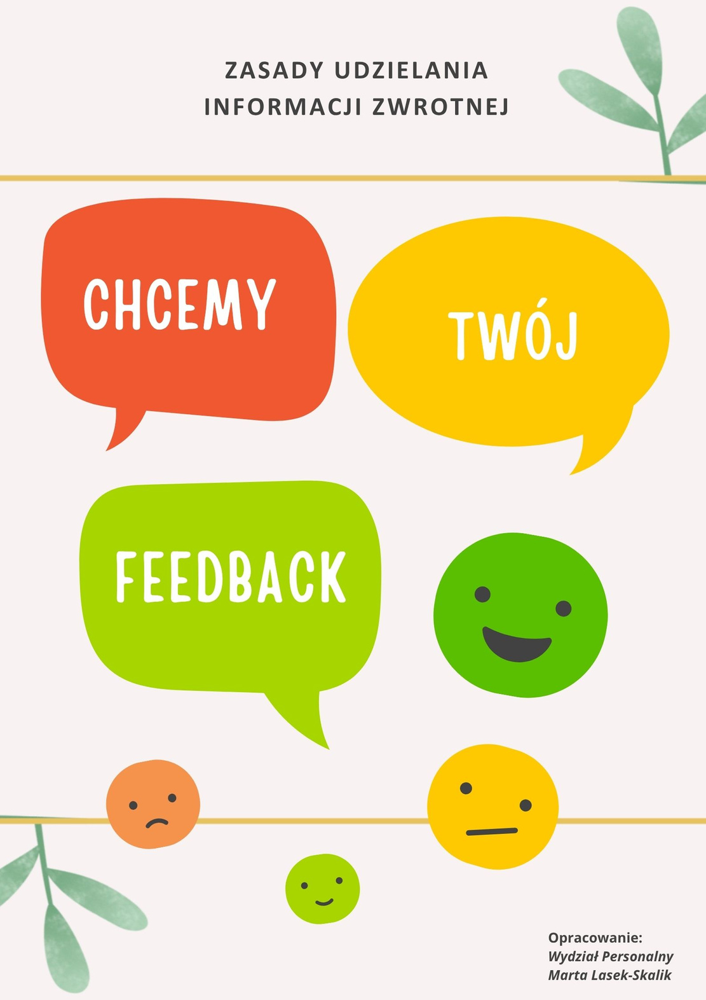 ZASADY UDZIELANIA
INFORMACJI ZWROTNEJ
CHCEMY
TWÓJ
FEEDBACK
Opracowanie:
Wydział Personalny
Marta Lasek-Skalik